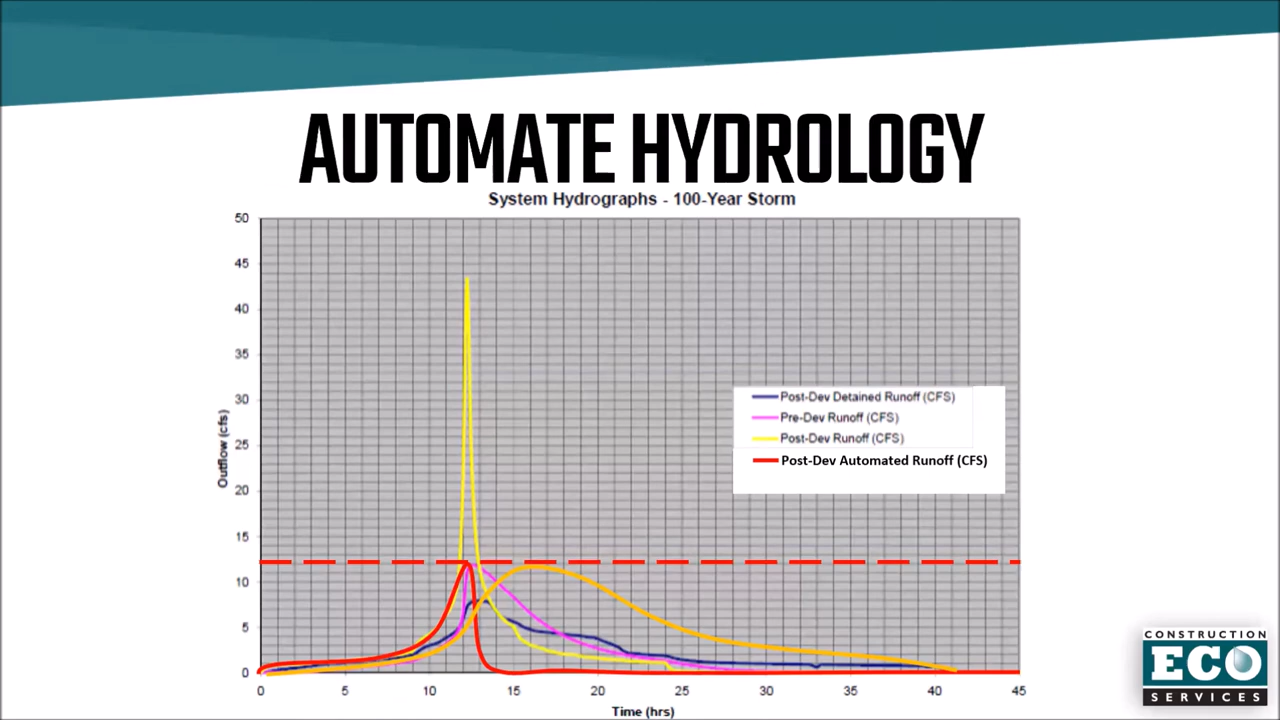 AUTOMATE HYDROLOGY
System Hydrographs - 100-Year Storm
50
45
40
35
30
25
20
15
10
5
0
Outflow (cfs)
Post-Dev Detained Runoff (CFS)
Pre-Dev Runoff (CFS)
Post-Dev Runoff (CFS)
Post-Dev Automated Runoff (CFS)
0 5 10 15 20 25 30 35 40 45
Time (hrs)
CONSTRUCTION
ECO
SERVICES